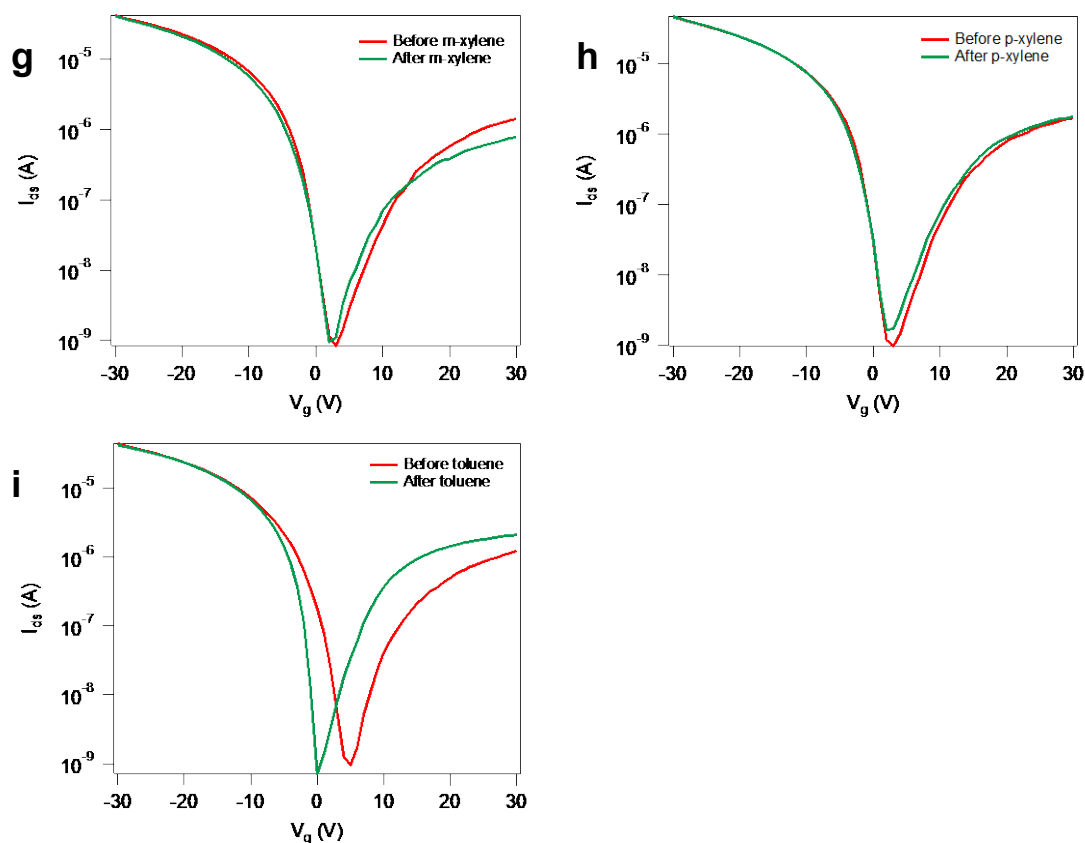 g
Before m-xylene
After m-xylene
10⁻⁵
10⁻⁶
10⁻⁷
10⁻⁸
10⁻⁹
I_ds (A)
-30 -20 -10 0 10 20 30
V_g (V)
h
Before p-xylene
After p-xylene
10⁻⁵
10⁻⁶
10⁻⁷
10⁻⁸
10⁻⁹
I_ds (A)
-30 -20 -10 0 10 20 30
V_g (V)
i
Before toluene
After toluene
10⁻⁵
10⁻⁶
10⁻⁷
10⁻⁸
10⁻⁹
I_ds (A)
-30 -20 -10 0 10 20 30
V_g (V)